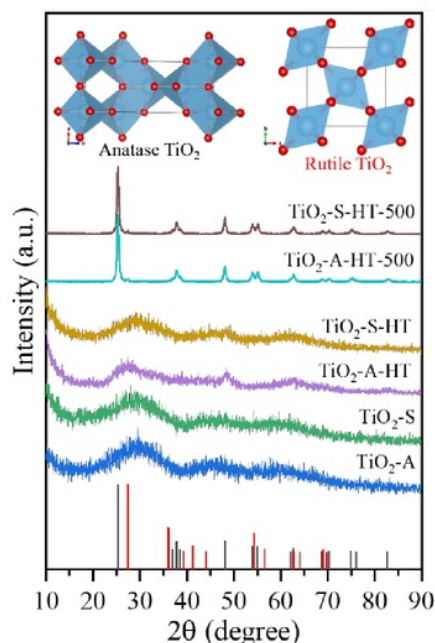 Anatase TiO₂
Rutile TiO₂
TiO₂-S-HT-500
TiO₂-A-HT-500
TiO₂-S-HT
TiO₂-A-HT
TiO₂-S
TiO₂-A
Intensity (a.u.)
10 20 30 40 50 60 70 80 90
2θ (degree)